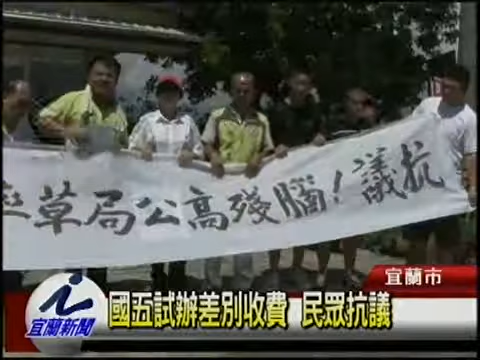 抗議！腦殘高公局草率
宜蘭市
國五試辦差別收費 民眾抗議
宜蘭新聞